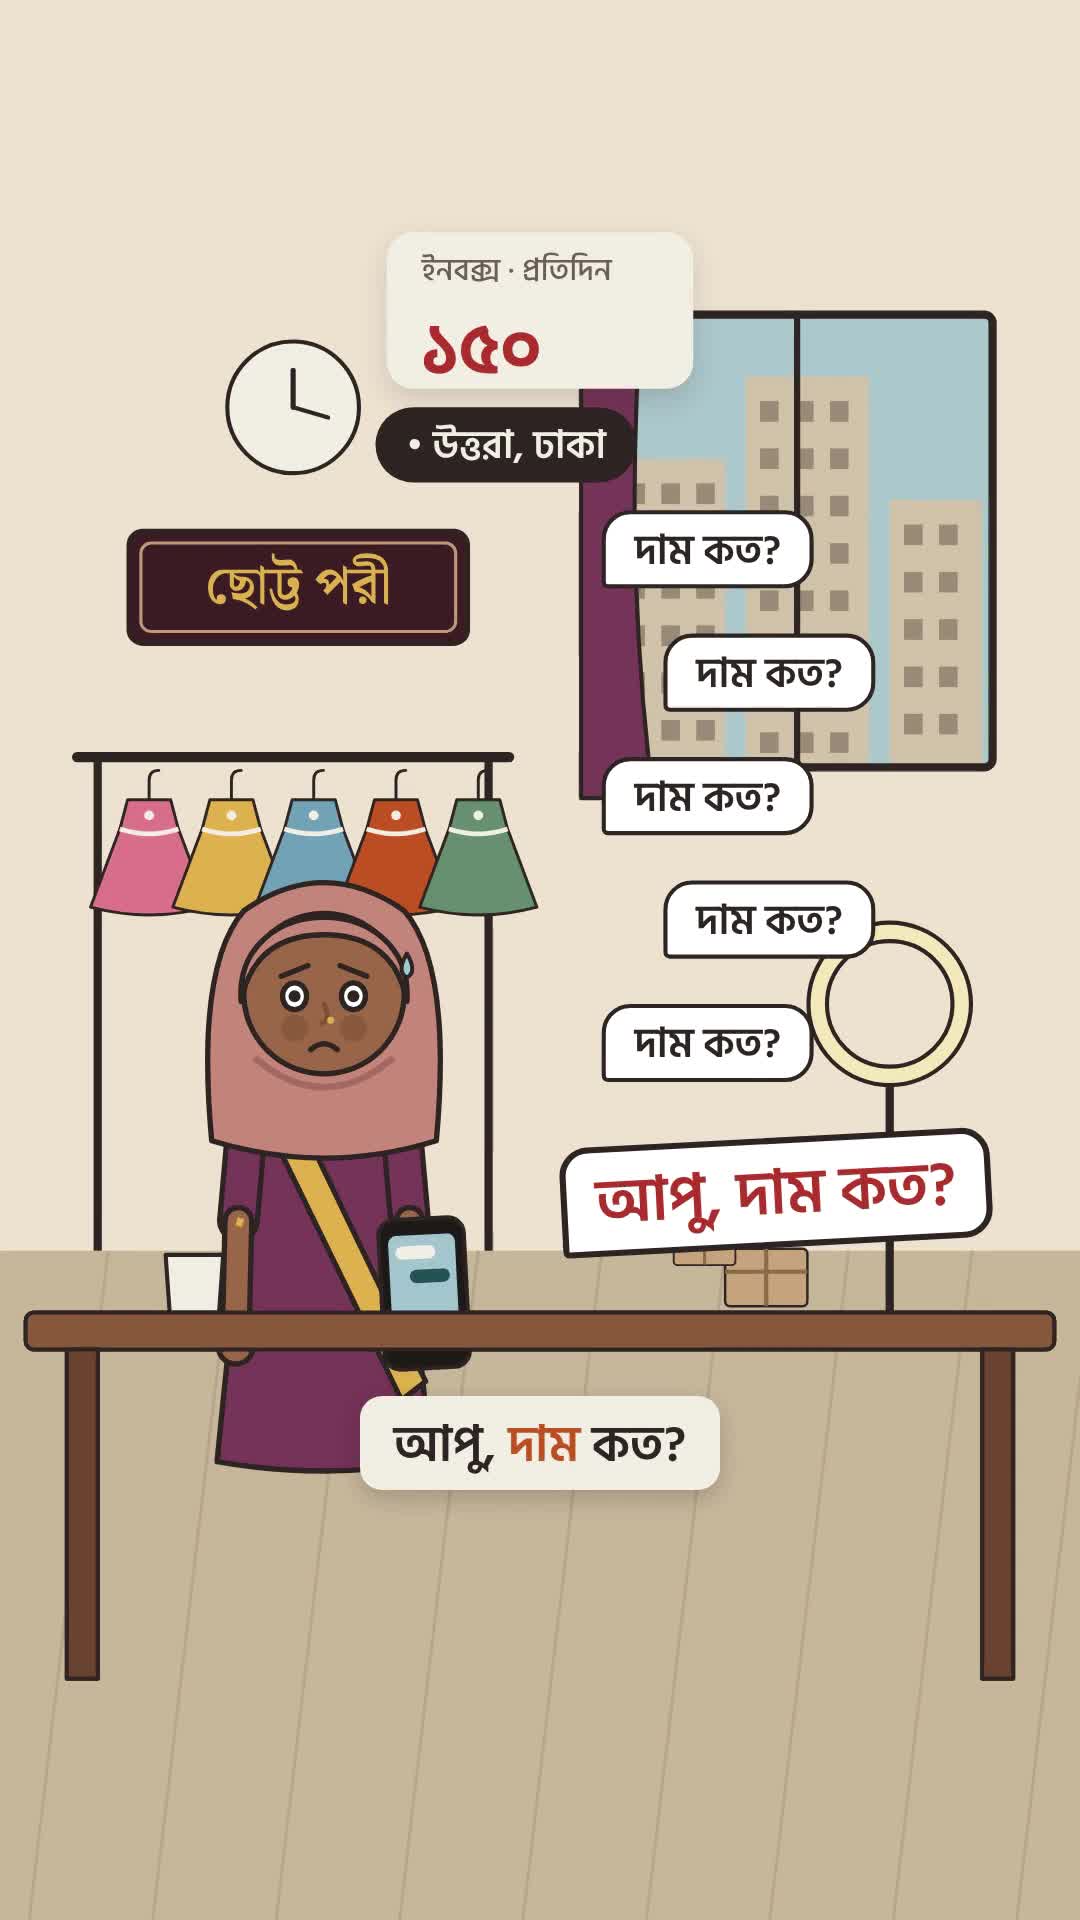 ইনবক্স · প্রতিদিন
১৫০
• উত্তরা, ঢাকা
ছোট্ট পরী
দাম কত?
দাম কত?
দাম কত?
দাম কত?
দাম কত?
আপু, দাম কত?
আপু, দাম কত?